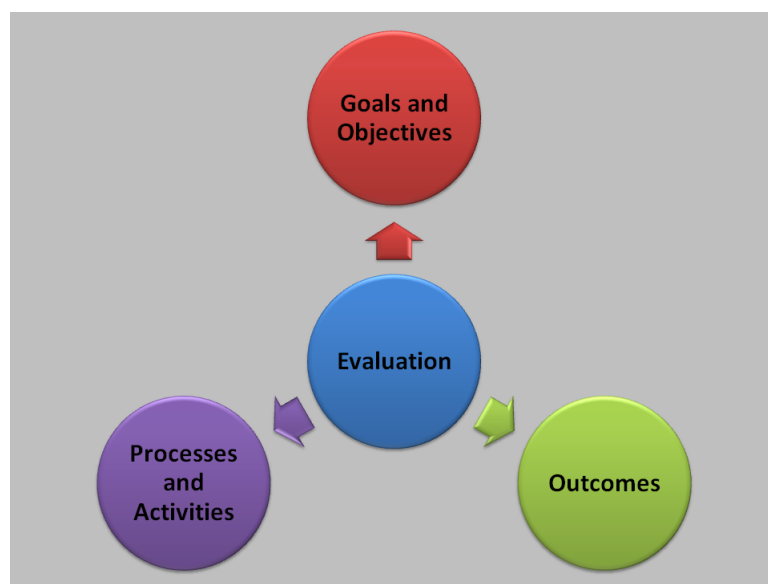 Goals and
Objectives
Evaluation
Processes
and
Activities
Outcomes